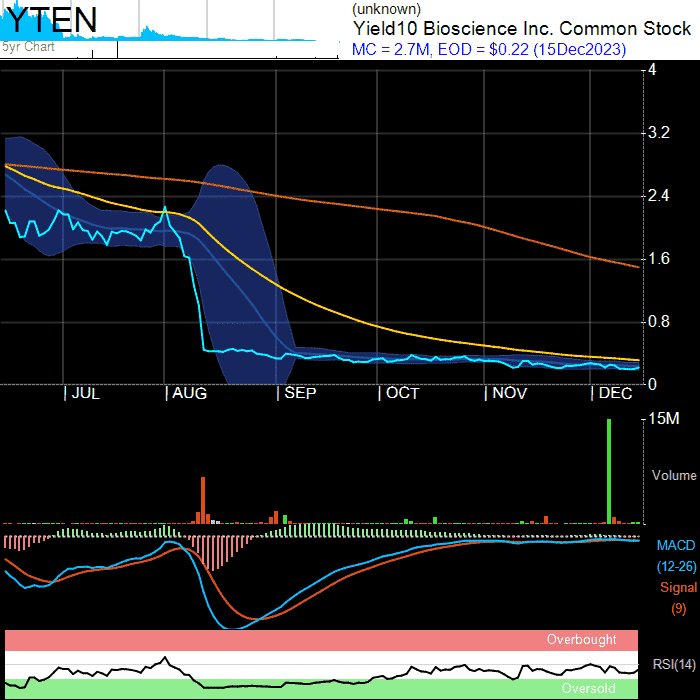 YTEN
5yr Chart
(unknown)
Yield10 Bioscience Inc. Common Stock
MC = 2.7M, EOD = $0.22 (15Dec2023)
4
3.2
2.4
1.6
0.8
0
| JUL | AUG | SEP | OCT | NOV | DEC
15M
Volume
MACD
(12-26)
Signal
(9)
Overbought
RSI(14)
Oversold